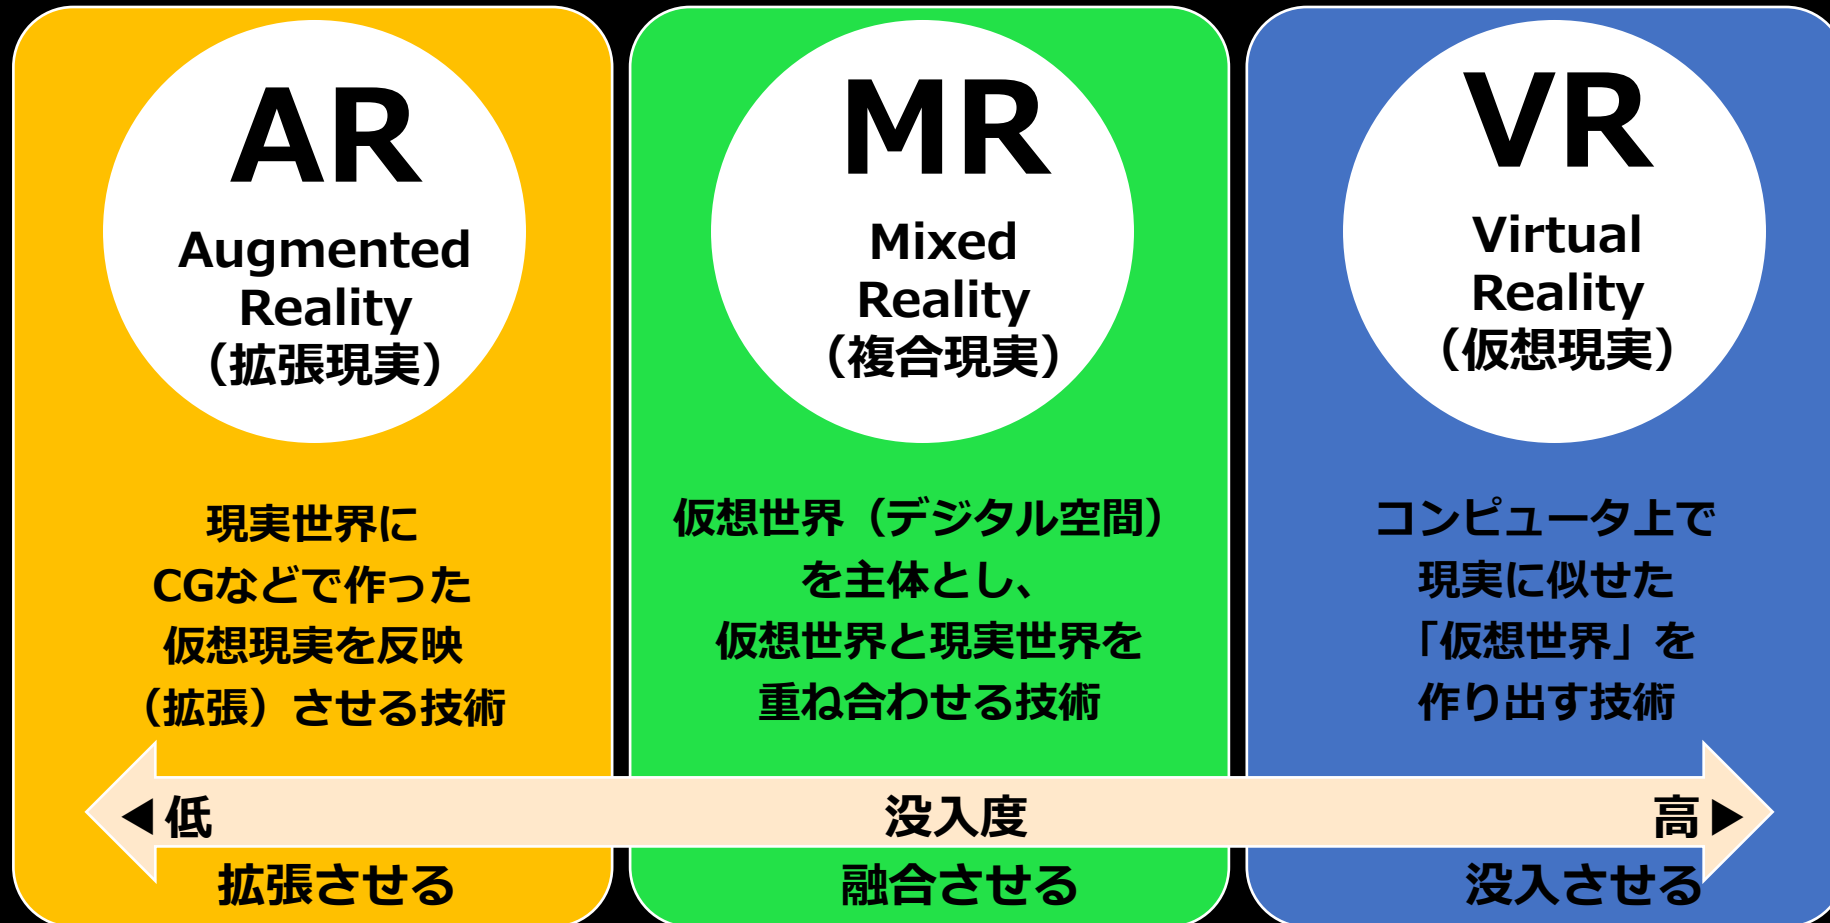 AR
Augmented
Reality
（拡張現実）
現実世界に
CGなどで作った
仮想現実を反映
（拡張）させる技術
MR
Mixed
Reality
（複合現実）
仮想世界（デジタル空間）
を主体とし、
仮想世界と現実世界を
重ね合わせる技術
VR
Virtual
Reality
（仮想現実）
コンピュータ上で
現実に似せた
「仮想世界」を
作り出す技術
◀低 没入度 高▶
拡張させる 融合させる 没入させる